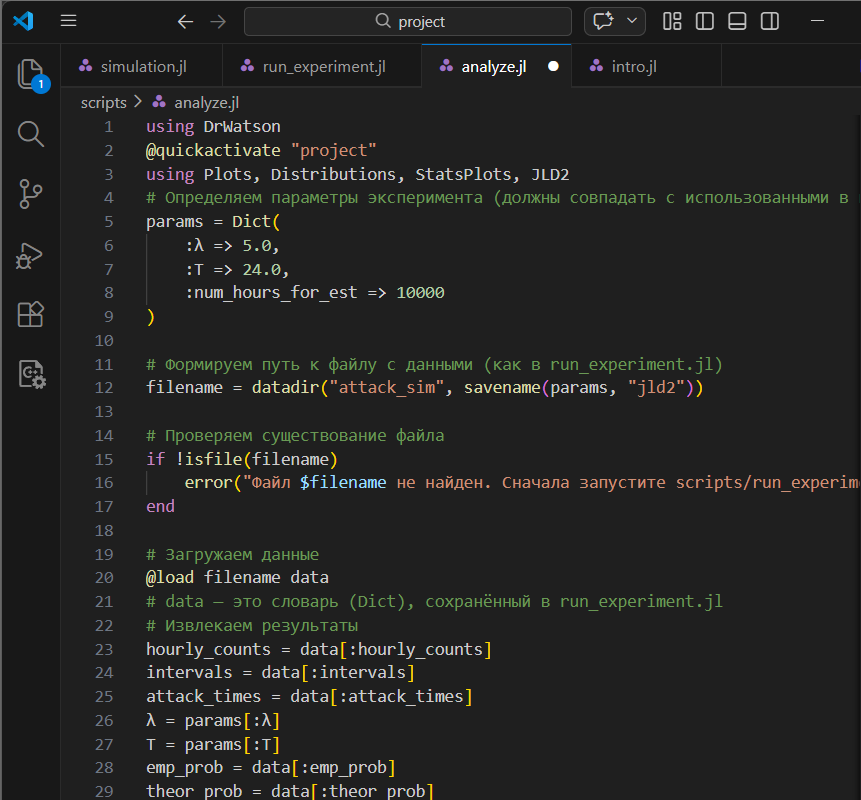 project
simulation.jl run_experiment.jl analyze.jl intro.jl
1
scripts > analyze.jl
1 using DrWatson
2 @quickactivate "project"
3 using Plots, Distributions, StatsPlots, JLD2
4 # Определяем параметры эксперимента (должны совпадать с использованными в
5 params = Dict(
6 :λ => 5.0,
7 :T => 24.0,
8 :num_hours_for_est => 10000
9 )
10
11 # Формируем путь к файлу с данными (как в run_experiment.jl)
12 filename = datadir("attack_sim", savename(params, "jld2"))
13
14 # Проверяем существование файла
15 if !isfile(filename)
16 error("Файл $filename не найден. Сначала запустите scripts/run_experim
17 end
18
19 # Загружаем данные
20 @load filename data
21 # data — это словарь (Dict), сохранённый в run_experiment.jl
22 # Извлекаем результаты
23 hourly_counts = data[:hourly_counts]
24 intervals = data[:intervals]
25 attack_times = data[:attack_times]
26 λ = params[:λ]
27 T = params[:T]
28 emp_prob = data[:emp_prob]
29 theor_prob = data[:theor_prob]